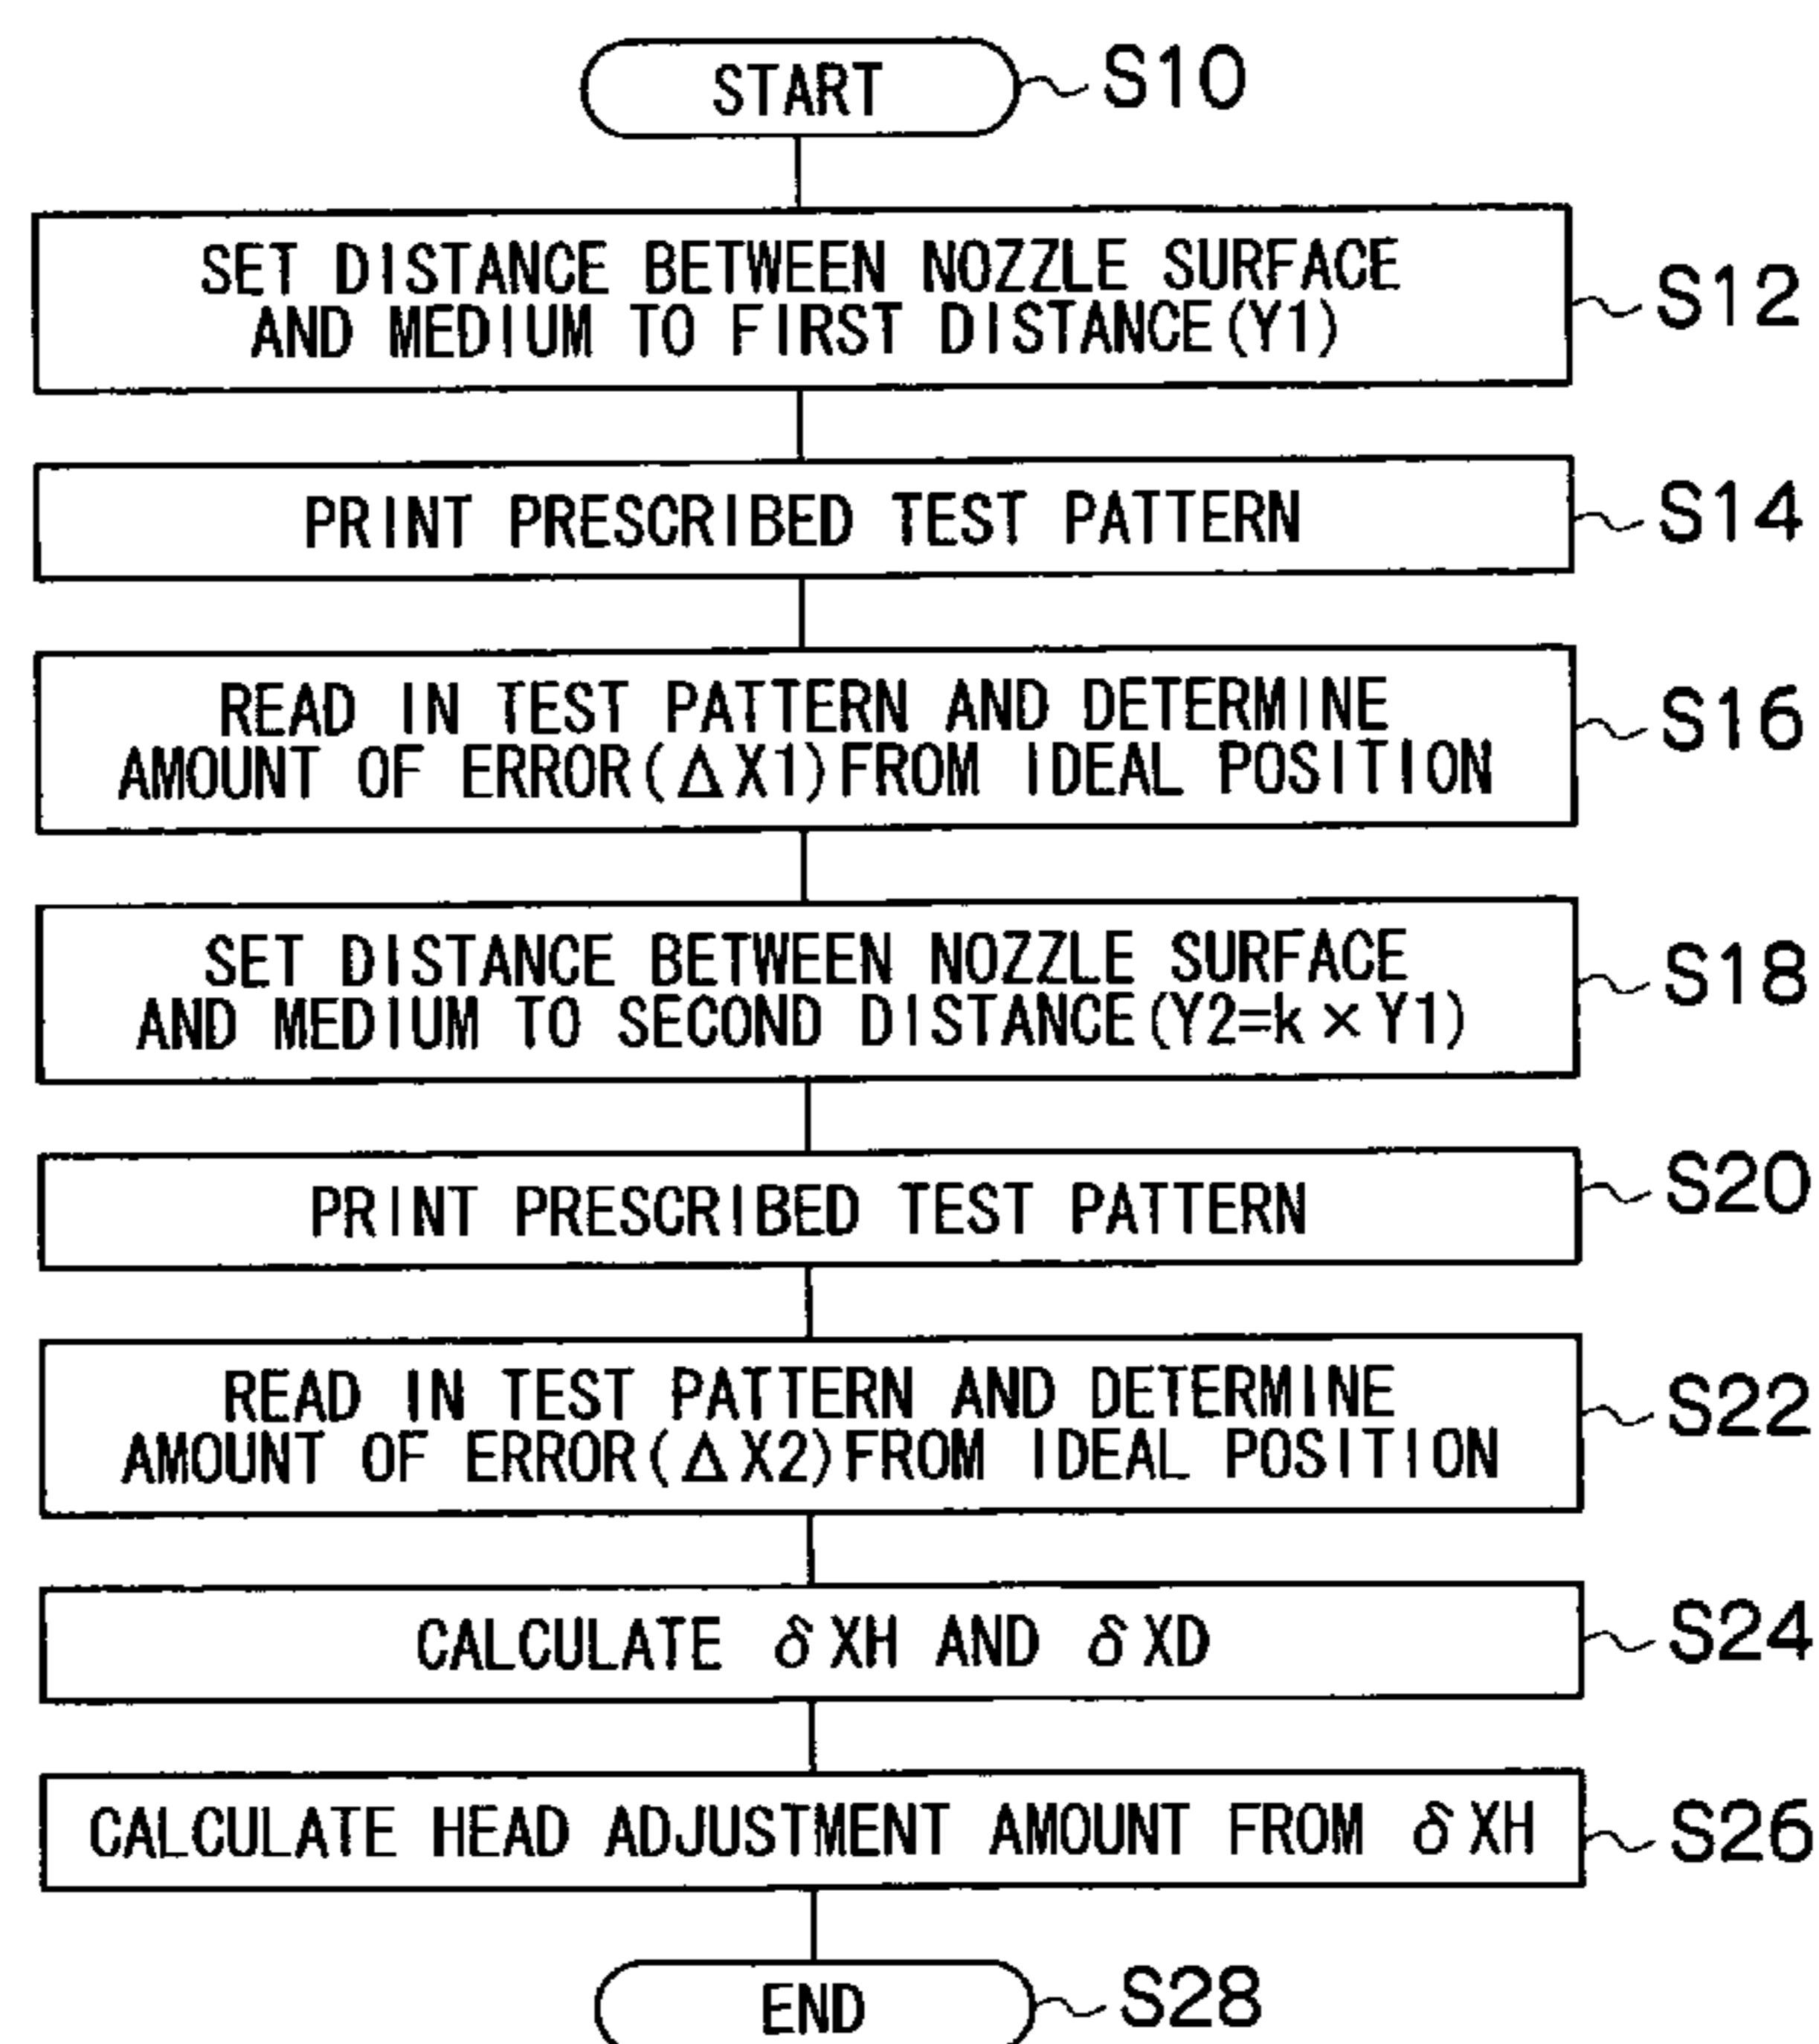 START
S10
SET DISTANCE BETWEEN NOZZLE SURFACE
AND MEDIUM TO FIRST DISTANCE(Y1)
S12
PRINT PRESCRIBED TEST PATTERN
S14
READ IN TEST PATTERN AND DETERMINE
AMOUNT OF ERROR(ΔX1)FROM IDEAL POSITION
S16
SET DISTANCE BETWEEN NOZZLE SURFACE
AND MEDIUM TO SECOND DISTANCE(Y2=k×Y1)
S18
PRINT PRESCRIBED TEST PATTERN
S20
READ IN TEST PATTERN AND DETERMINE
AMOUNT OF ERROR(ΔX2)FROM IDEAL POSITION
S22
CALCULATE δXH AND δXD
S24
CALCULATE HEAD ADJUSTMENT AMOUNT FROM δXH
S26
END
S28